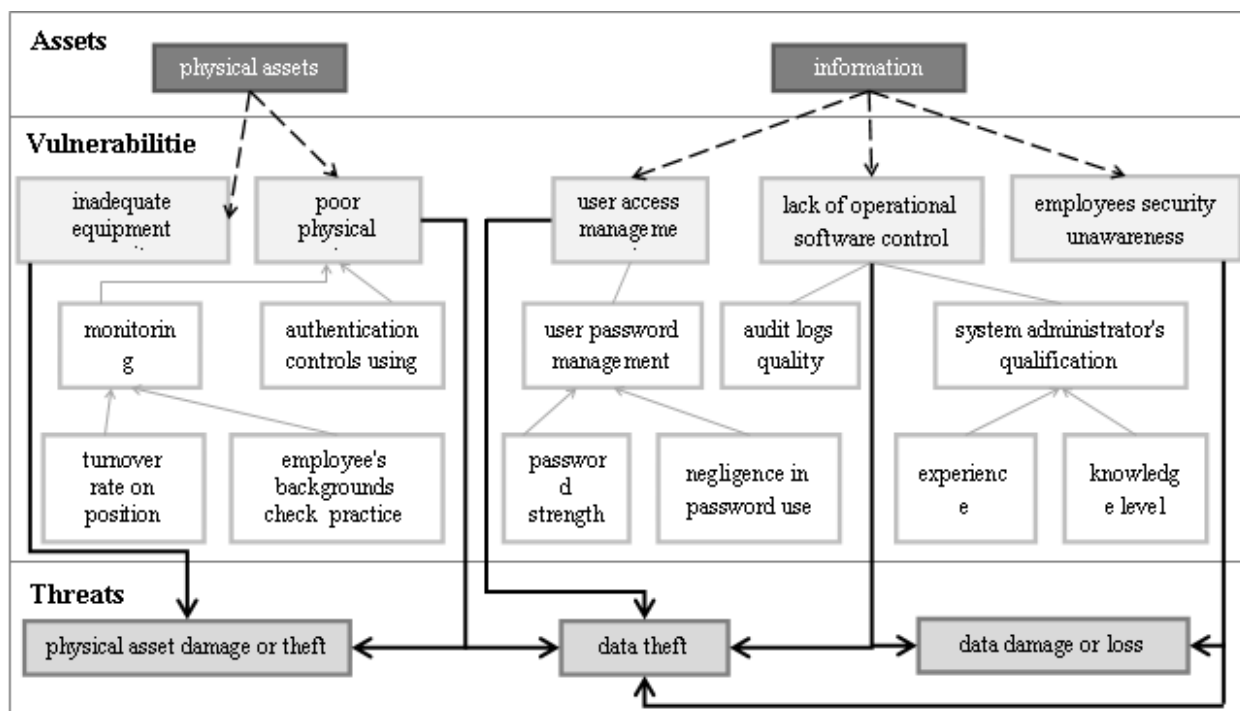 Assets
physical assets
information
Vulnerabilitie
inadequate
equipment
poor
physical
user access
manageme
lack of operational
software control
employees security
unawareness
monitorin
g
authentication
controls using
user password
management
audit logs
quality
system administrator's
qualification
turnover
rate on
position
employee's
backgrounds
check practice
passwor
d
strength
negligence in
password use
experienc
e
knowledg
e level
Threats
physical asset damage or theft
data theft
data damage or loss